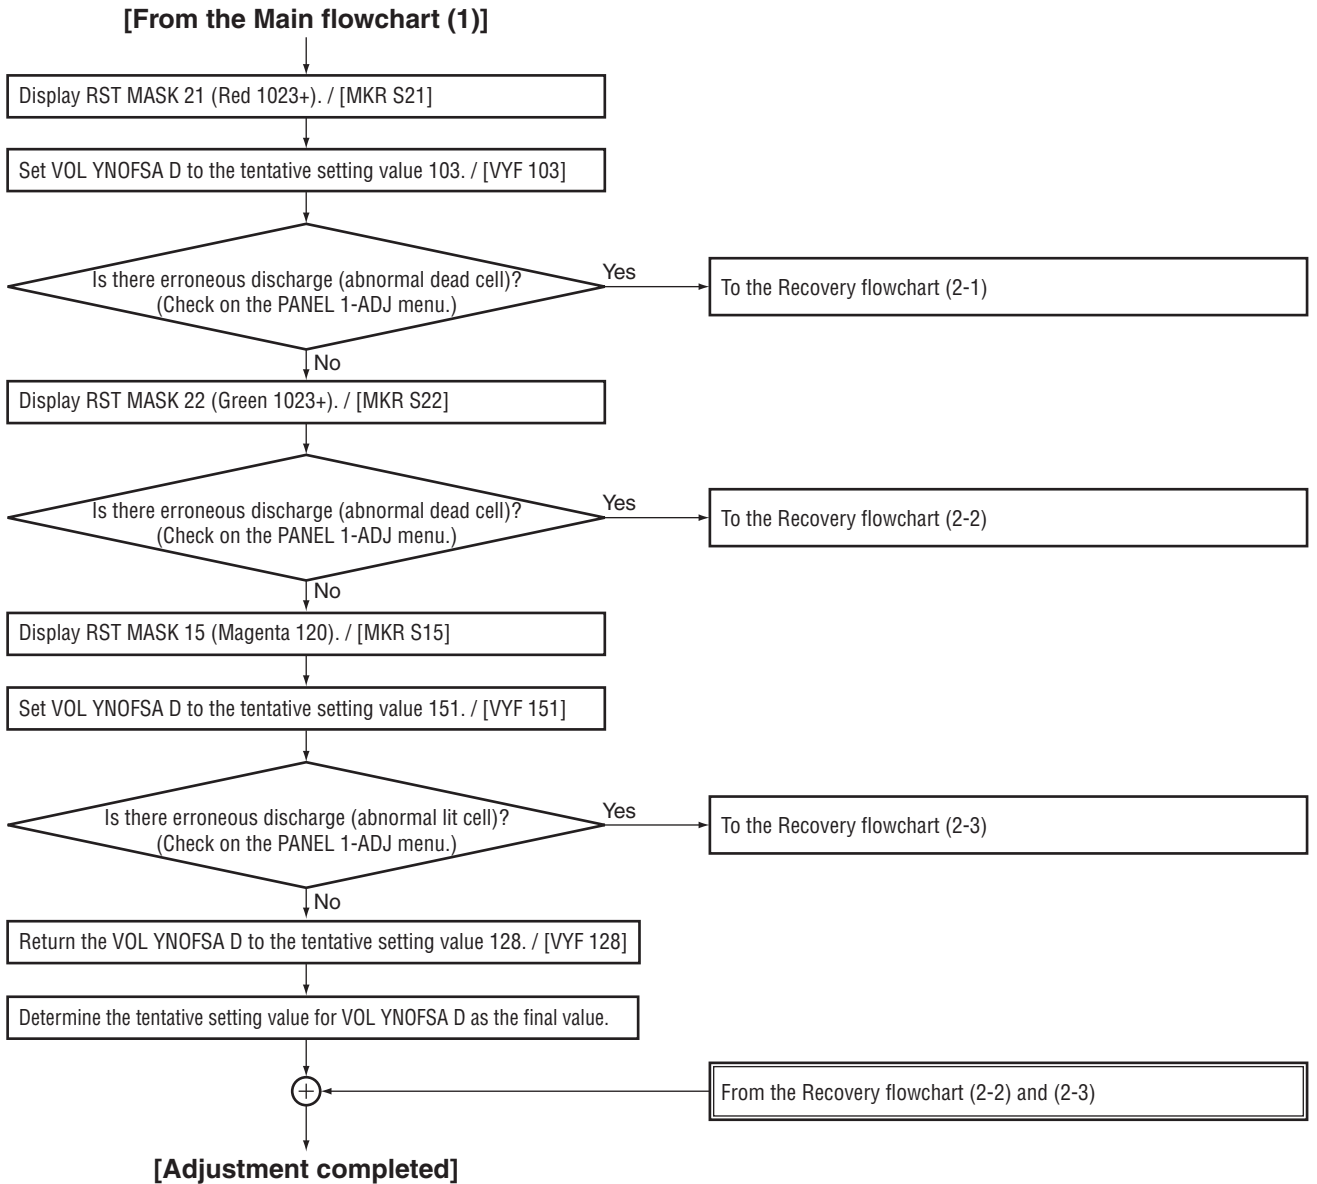 [From the Main flowchart (1)]
Display RST MASK 21 (Red 1023+). / [MKR S21]
Set VOL YNOFSA D to the tentative setting value 103. / [VYF 103]
Is there erroneous discharge (abnormal dead cell)?
(Check on the PANEL 1-ADJ menu.)
Yes
To the Recovery flowchart (2-1)
No
Display RST MASK 22 (Green 1023+). / [MKR S22]
Is there erroneous discharge (abnormal dead cell)?
(Check on the PANEL 1-ADJ menu.)
Yes
To the Recovery flowchart (2-2)
No
Display RST MASK 15 (Magenta 120). / [MKR S15]
Set VOL YNOFSA D to the tentative setting value 151. / [VYF 151]
Is there erroneous discharge (abnormal lit cell)?
(Check on the PANEL 1-ADJ menu.)
Yes
To the Recovery flowchart (2-3)
No
Return the VOL YNOFSA D to the tentative setting value 128. / [VYF 128]
Determine the tentative setting value for VOL YNOFSA D as the final value.
From the Recovery flowchart (2-2) and (2-3)
[Adjustment completed]